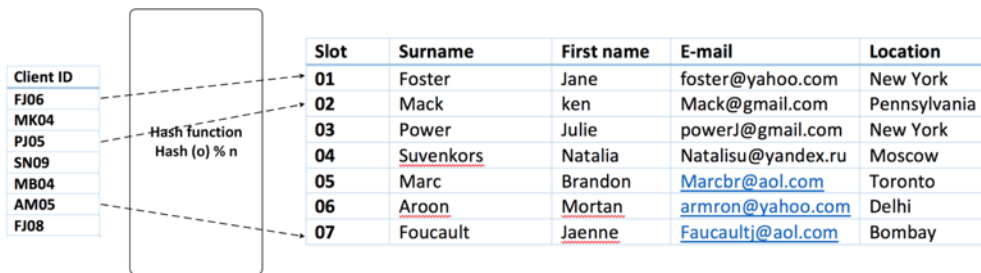 Client ID
FJ06
MK04
PJ05
SN09
MB04
AM05
FJ08
Hash function
Hash (o) % n
Slot Surname First name E-mail Location
01 Foster Jane foster@yahoo.com New York
02 Mack ken Mack@gmail.com Pennsylvania
03 Power Julie powerJ@gmail.com New York
04 Suvenkors Natalia Natalisu@yandex.ru Moscow
05 Marc Brandon Marcbr@aol.com Toronto
06 Aroon Mortan armron@yahoo.com Delhi
07 Foucault Jaenne Faucaultj@aol.com Bombay